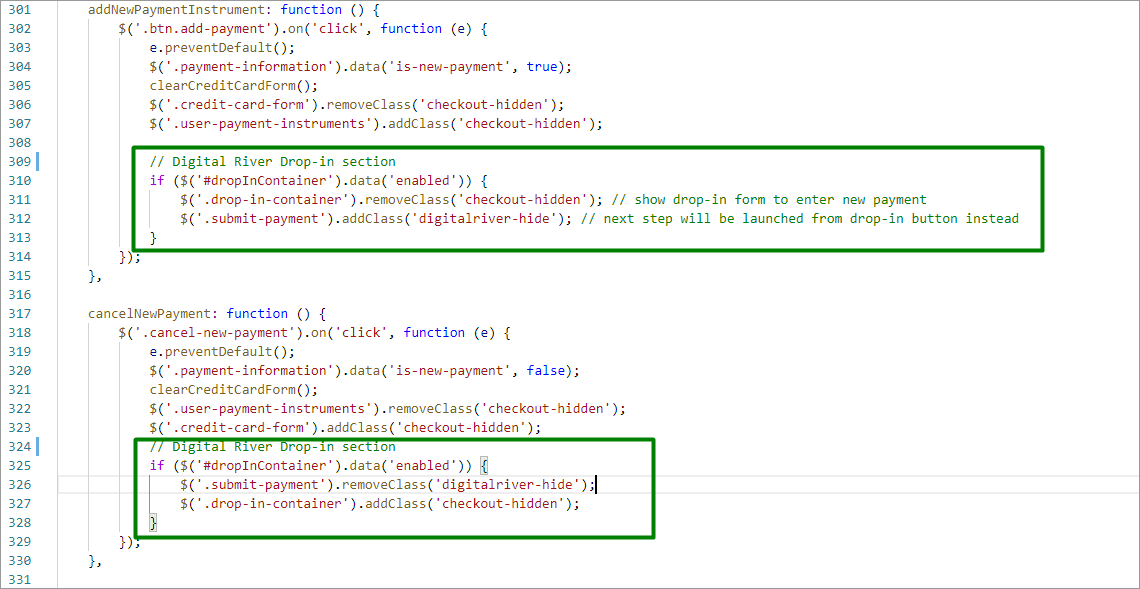 301 addNewPaymentInstrument: function () {
302 $('.btn.add-payment').on('click', function (e) {
303 e.preventDefault();
304 $('.payment-information').data('is-new-payment', true);
305 clearCreditCardForm();
306 $('.credit-card-form').removeClass('checkout-hidden');
307 $('.user-payment-instruments').addClass('checkout-hidden');
308
309 // Digital River Drop-in section
310 if ($('#dropInContainer').data('enabled')) {
311 $('.drop-in-container').removeClass('checkout-hidden'); // show drop-in form to enter new payment
312 $('.submit-payment').addClass('digitalriver-hide'); // next step will be launched from drop-in button instead
313 }
314 });
315 },
316
317 cancelNewPayment: function () {
318 $('.cancel-new-payment').on('click', function (e) {
319 e.preventDefault();
320 $('.payment-information').data('is-new-payment', false);
321 clearCreditCardForm();
322 $('.user-payment-instruments').removeClass('checkout-hidden');
323 $('.credit-card-form').addClass('checkout-hidden');
324 // Digital River Drop-in section
325 if ($('#dropInContainer').data('enabled')) {
326 $('.submit-payment').removeClass('digitalriver-hide');
327 $('.drop-in-container').addClass('checkout-hidden');
328 }
329 });
330 },
331